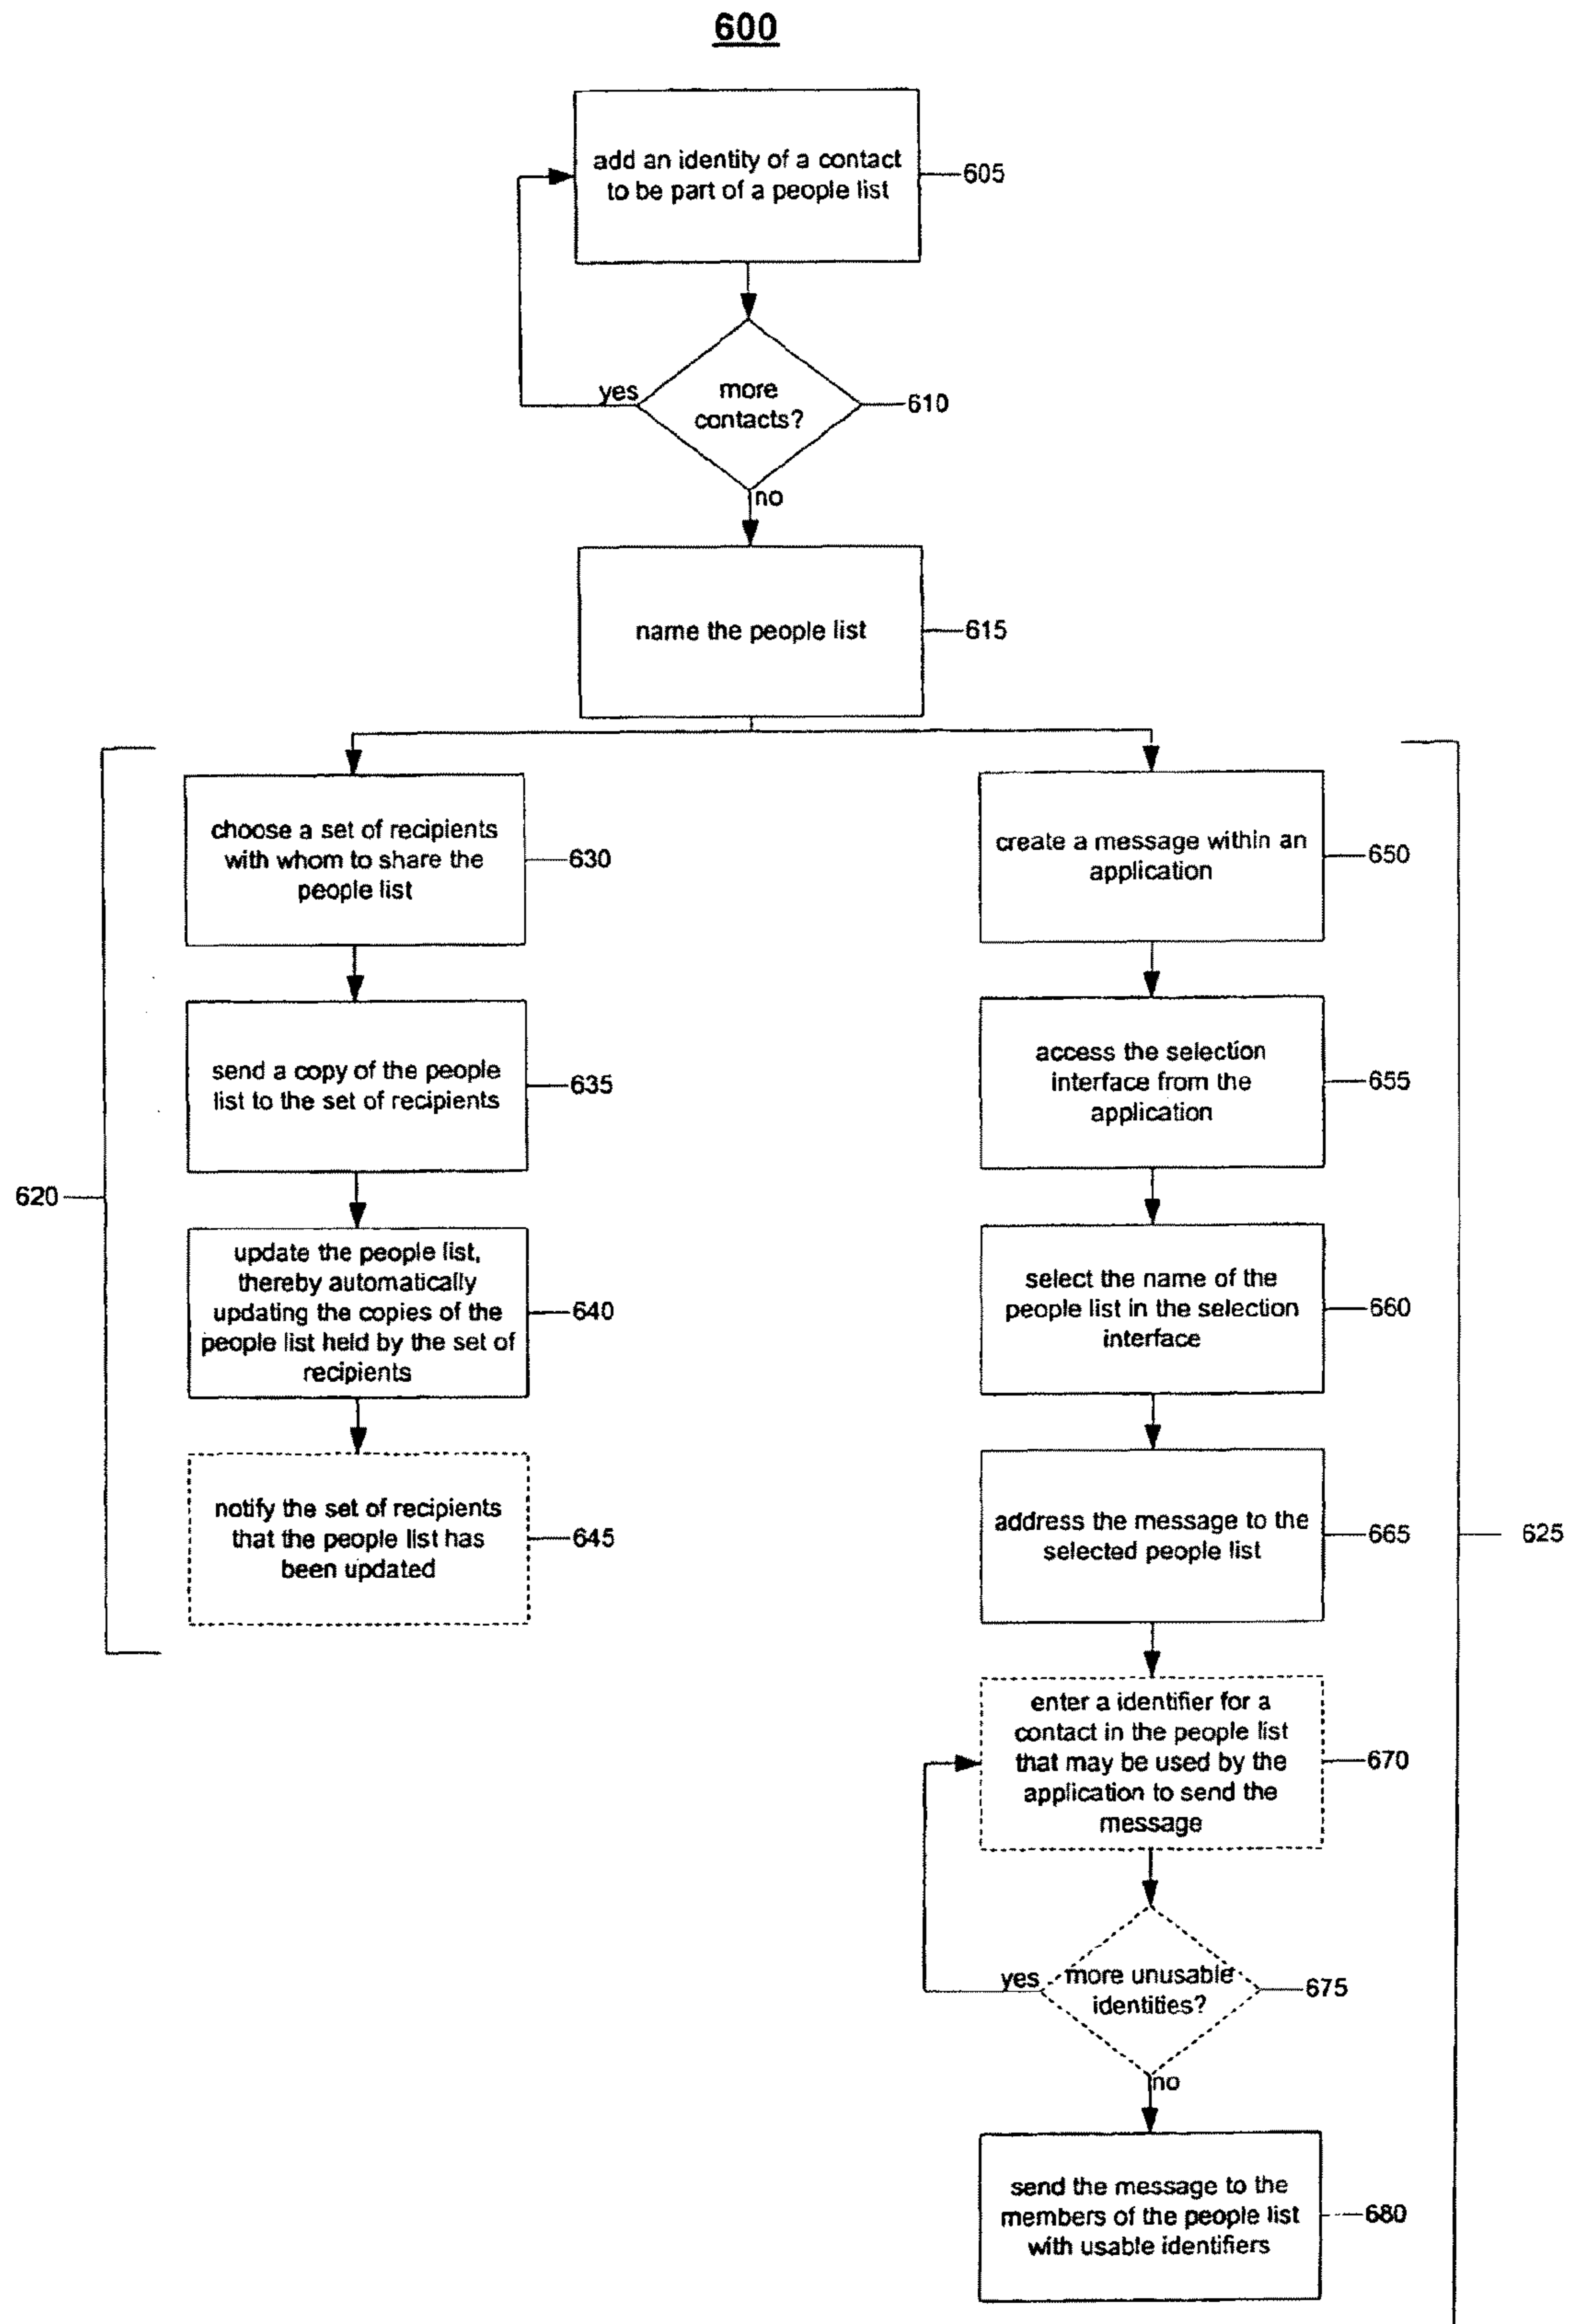 600
add an identity of a contact
to be part of a people list
605
more
contacts?
yes
610
no
name the people list
615
choose a set of recipients
with whom to share the
people list
630
send a copy of the people
list to the set of recipients
635
620
update the people list,
thereby automatically
updating the copies of the
people list held by the set of
recipients
640
notify the set of recipients
that the people list has
been updated
645
create a message within an
application
650
access the selection
interface from the
application
655
select the name of the
people list in the selection
interface
660
address the message to the
selected people list
665
625
enter a identifier for a
contact in the people list
that may be used by the
application to send the
message
670
yes
more unusable
identities?
675
no
send the message to the
members of the people list
with usable identifiers
680